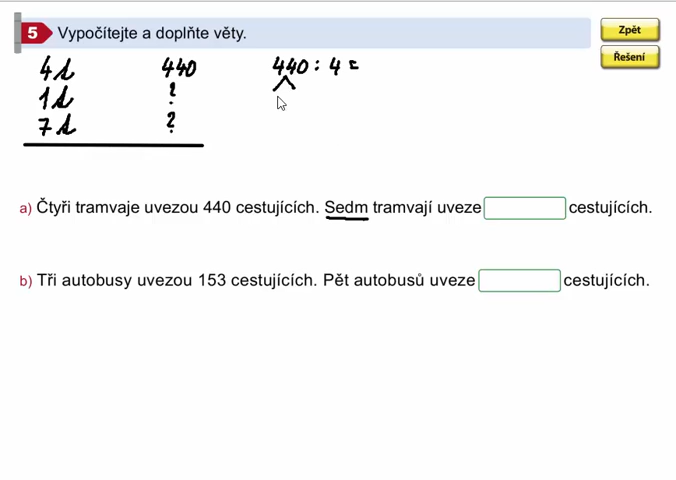 5 Vypočítejte a doplňte věty.
Zpět
Řešení
4 440 440 : 4 =
1 ?
7 ?
a) Čtyři tramvaje uvezou 440 cestujících. Sedm tramvají uveze cestujících.
b) Tři autobusy uvezou 153 cestujících. Pět autobusů uveze cestujících.